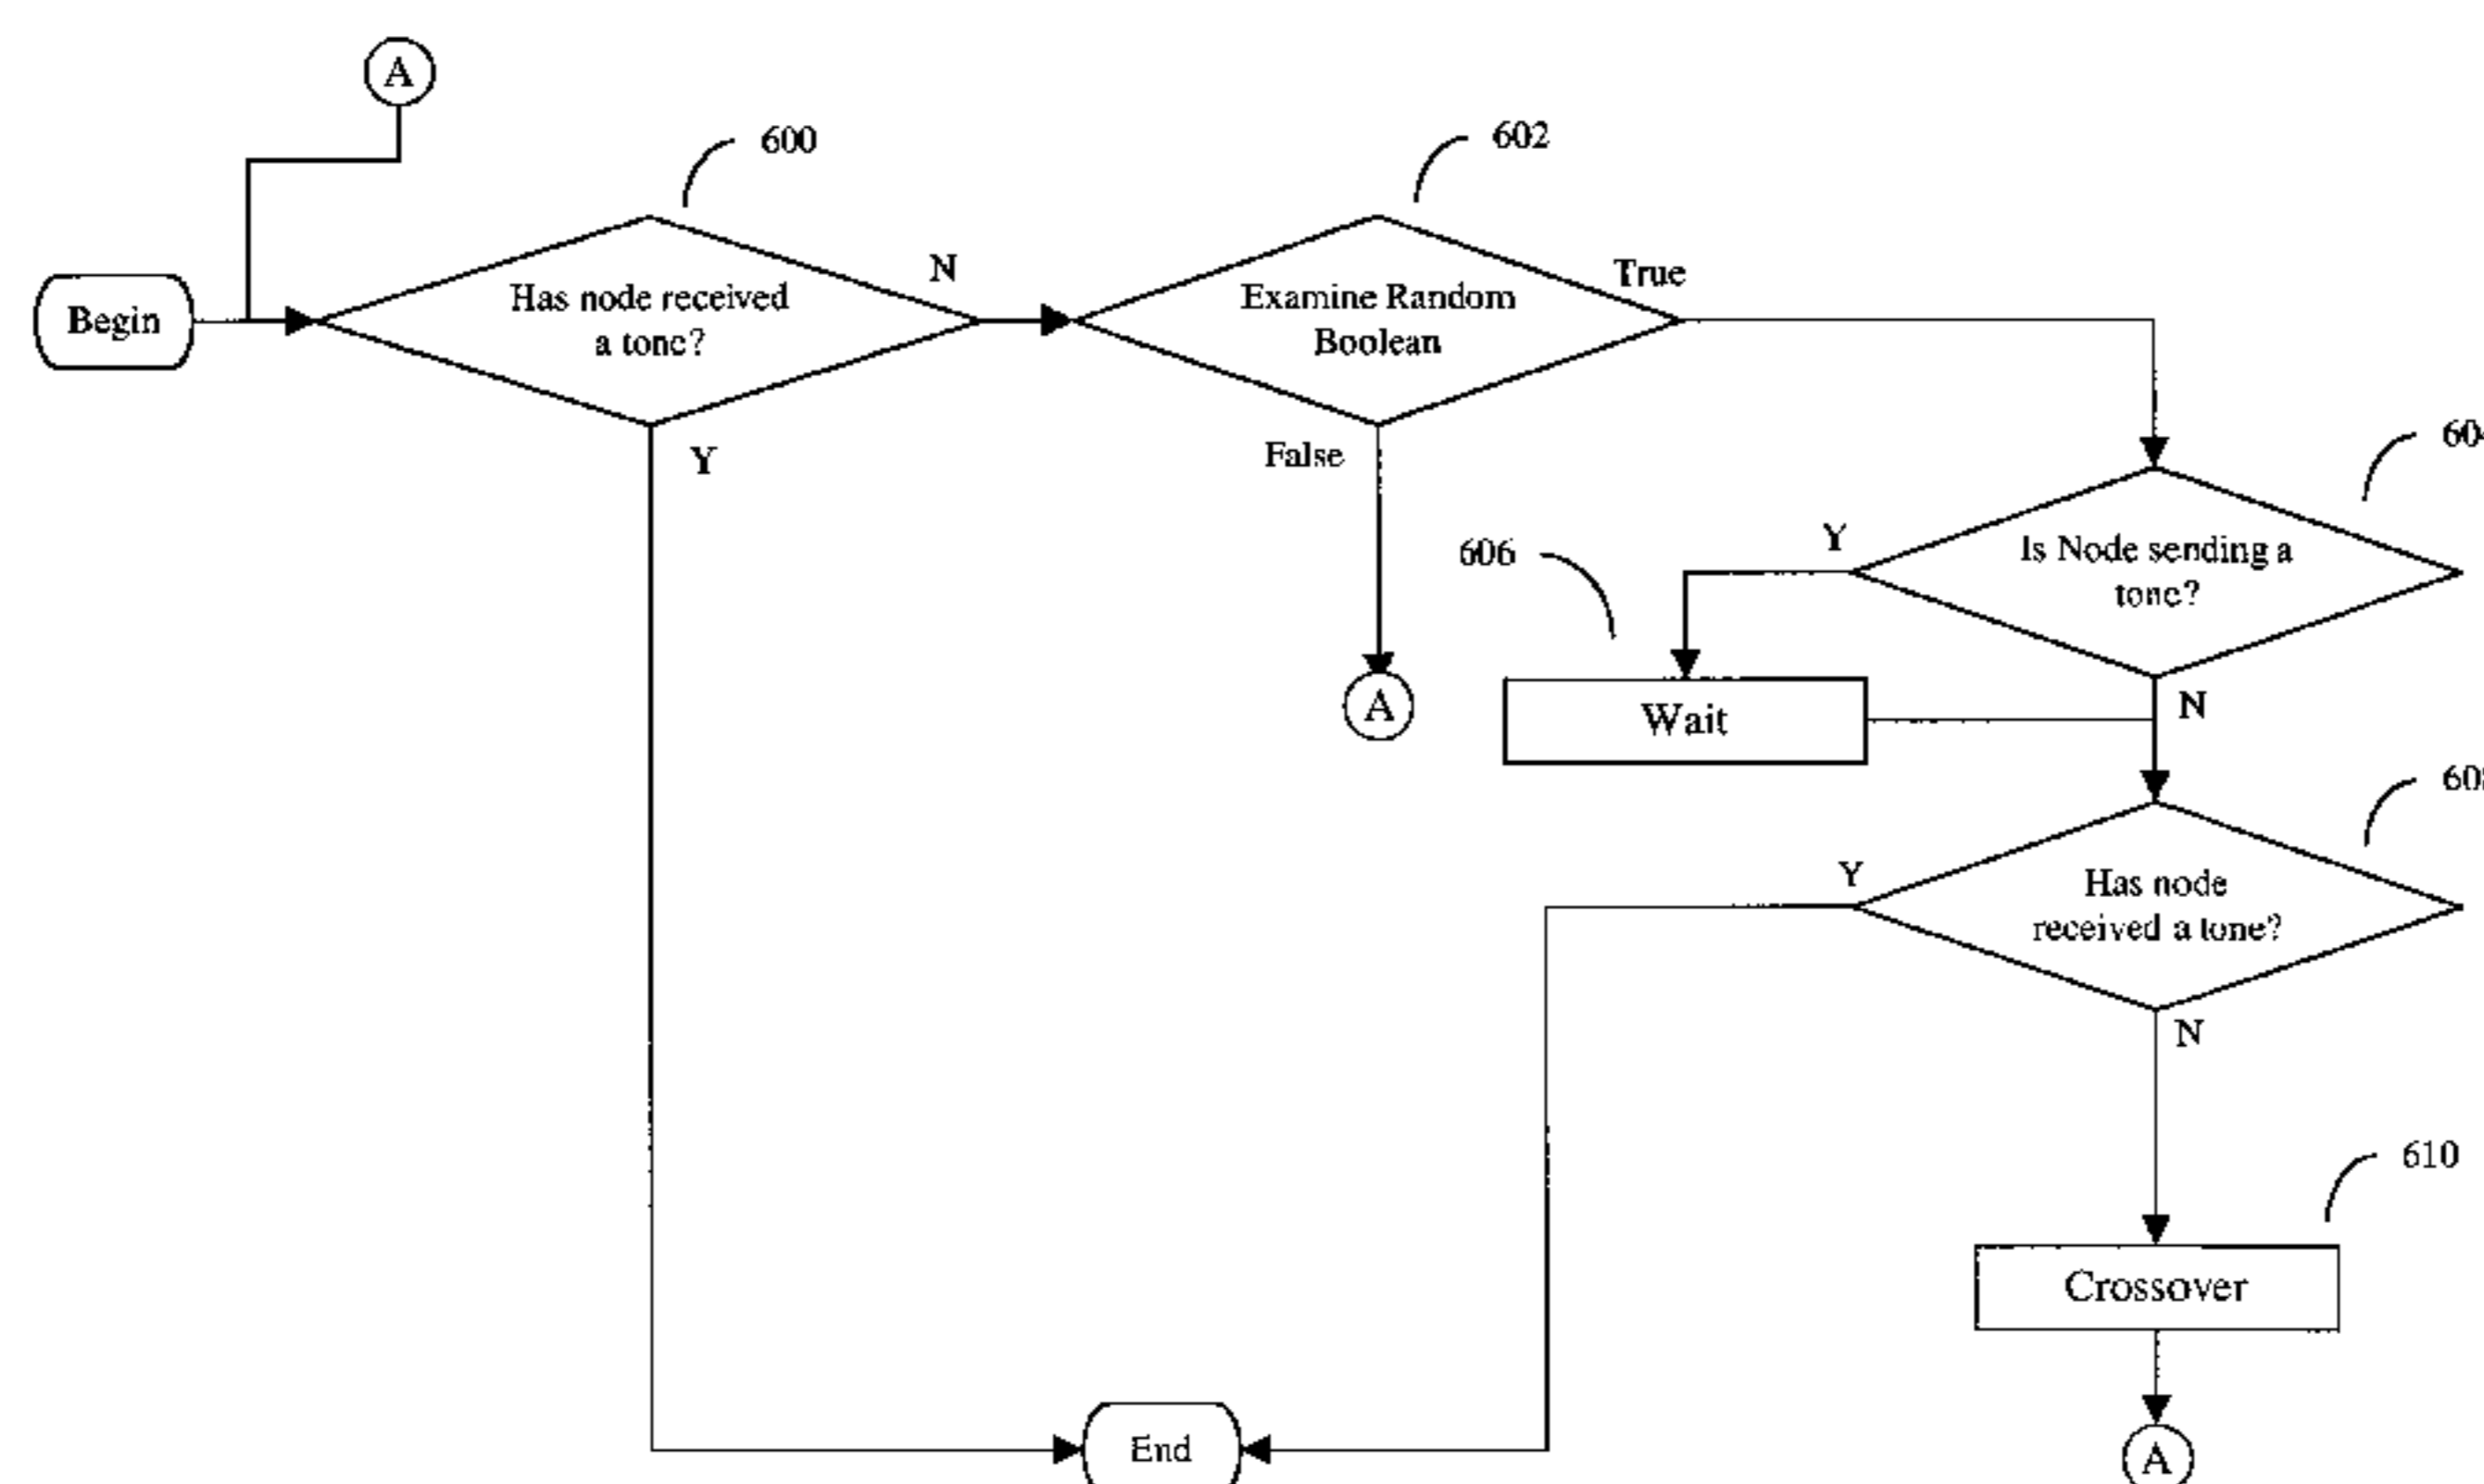 A
600
602
Begin
Has node received
a tone?
N
Examine Random
Boolean
True
Y
False
606
Y
Is Node sending a
tone?
A
Wait
N
Y
Has node
received a tone?
N
610
Crossover
End
A